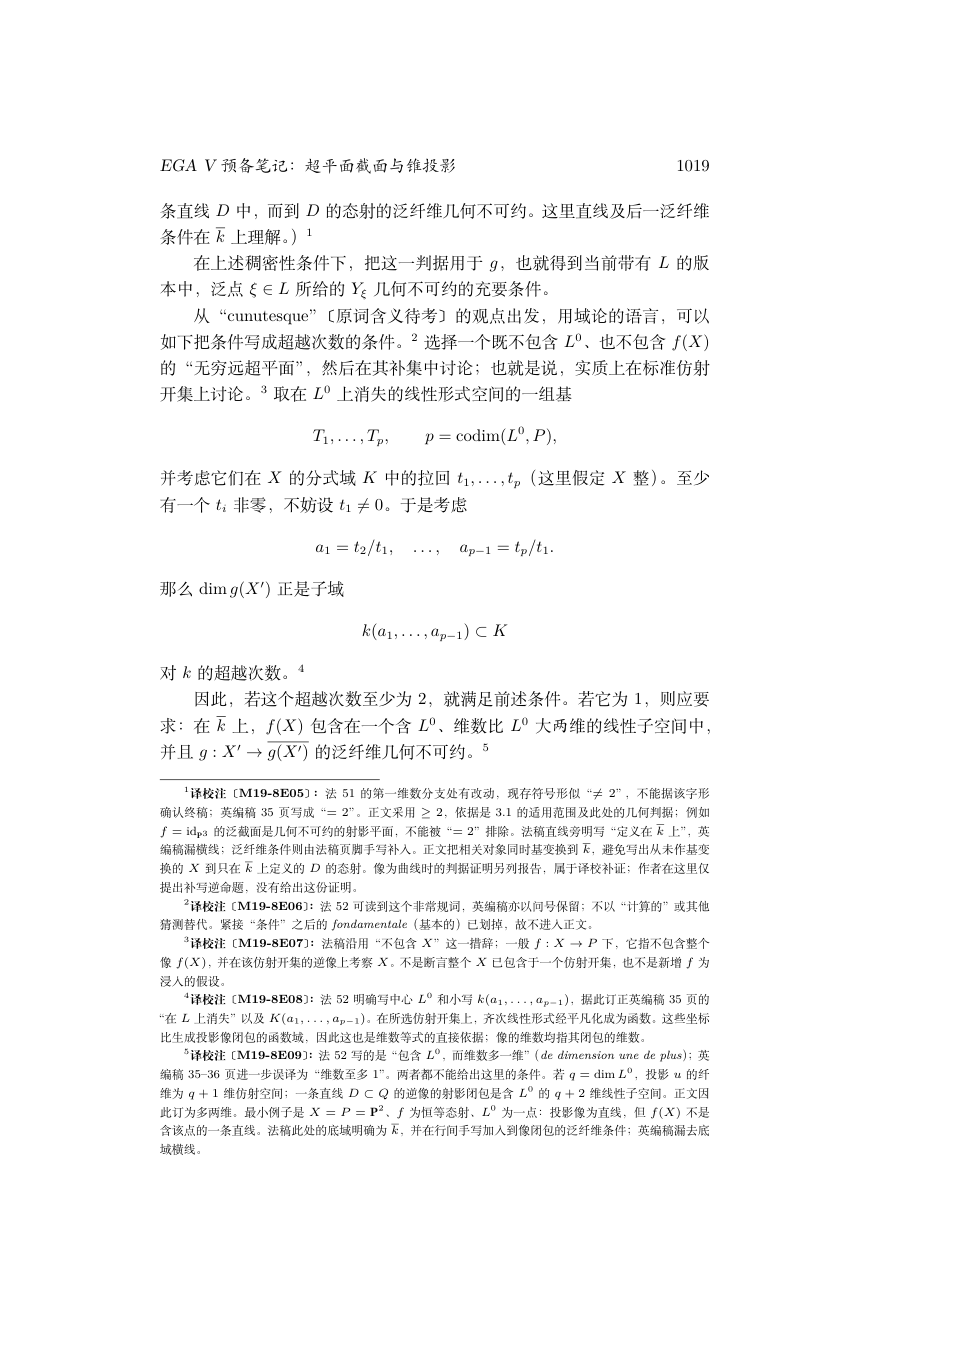 EGA V 预备笔记：超平面截面与锥投影 1019
条直线 D 中，而到 D 的态射的泛纤维几何不可约。这里直线及后一泛纤维
条件在 k̅ 上理解。）¹
在上述稠密性条件下，把这一判据用于 g，也就得到当前带有 L 的版
本中，泛点 ξ ∈ L 所给的 Y_ξ 几何不可约的充要条件。
从 “cunutesque”〔原词含义待考〕的观点出发，用域论的语言，可以
如下把条件写成超越次数的条件。² 选择一个既不包含 L⁰、也不包含 f(X)
的 “无穷远超平面”，然后在其补集中讨论；也就是说，实质上在标准仿射
开集上讨论。³ 取在 L⁰ 上消失的线性形式空间的一组基
T₁, . . . , Tₚ, p = codim(L⁰, P),
并考虑它们在 X 的分式域 K 中的拉回 t₁, . . . , tₚ（这里假定 X 整）。至少
有一个 tᵢ 非零，不妨设 t₁ ≠ 0。于是考虑
a₁ = t₂/t₁, . . . , aₚ₋₁ = tₚ/t₁.
那么 dim g(X′) 正是子域
k(a₁, . . . , aₚ₋₁) ⊂ K
对 k 的超越次数。⁴
因此，若这个超越次数至少为 2，就满足前述条件。若它为 1，则应要
求：在 k̅ 上，f(X) 包含在一个含 L⁰、维数比 L⁰ 大两维的线性子空间中，
并且 g : X′ → \overline{g(X′)} 的泛纤维几何不可约。⁵
¹译校注〔M19-8E05〕：法 51 的第一维数分支处有改动，现存符号形似 “≠ 2”，不能据该字形
确认终稿；英编稿 35 页写成 “= 2”。正文采用 ≥ 2，依据是 3.1 的适用范围及此处的几何判据；例如
f = id_{P³} 的泛截面是几何不可约的射影平面，不能被 “= 2” 排除。法稿直线旁明写 “定义在 k̅ 上”，英
编稿漏横线；泛纤维条件则由法稿页脚手写补入。正文把相关对象同时基变换到 k̅，避免写出从未作基变
换的 X 到只在 k̅ 上定义的 D 的态射。像为曲线时的判据证明另列报告，属于译校补证；作者在这里仅
提出补写逆命题，没有给出这份证明。
²译校注〔M19-8E06〕：法 52 可读到这个非常规词，英编稿亦以问号保留；不以 “计算的” 或其他
猜测替代。紧接 “条件” 之后的 fondamentale（基本的）已划掉，故不进入正文。
³译校注〔M19-8E07〕：法稿沿用 “不包含 X” 这一措辞；一般 f : X → P 下，它指不包含整个
像 f(X)，并在该仿射开集的逆像上考察 X。不是断言整个 X 已包含于一个仿射开集，也不是新增 f 为
浸入的假设。
⁴译校注〔M19-8E08〕：法 52 明确写中心 L⁰ 和小写 k(a₁, . . . , aₚ₋₁)，据此订正英编稿 35 页的
“在 L 上消失” 以及 K(a₁, . . . , aₚ₋₁)。在所选仿射开集上，齐次线性形式经平凡化成为函数。这些坐标
比生成投影像闭包的函数域，因此这也是维数等式的直接依据；像的维数均指其闭包的维数。
⁵译校注〔M19-8E09〕：法 52 写的是 “包含 L⁰，而维数多一维”（de dimension une de plus）；英
编稿 35–36 页进一步误译为 “维数至多 1”。两者都不能给出这里的条件。若 q = dim L⁰，投影 u 的纤
维为 q + 1 维仿射空间；一条直线 D ⊂ Q 的逆像的射影闭包是含 L⁰ 的 q + 2 维线性子空间。正文因
此订为多两维。最小例子是 X = P = P²、f 为恒等态射、L⁰ 为一点：投影像为直线，但 f(X) 不是
含该点的一条直线。法稿此处的底域明确为 k̅，并在行间手写加入到像闭包的泛纤维条件；英编稿漏去底
域横线。